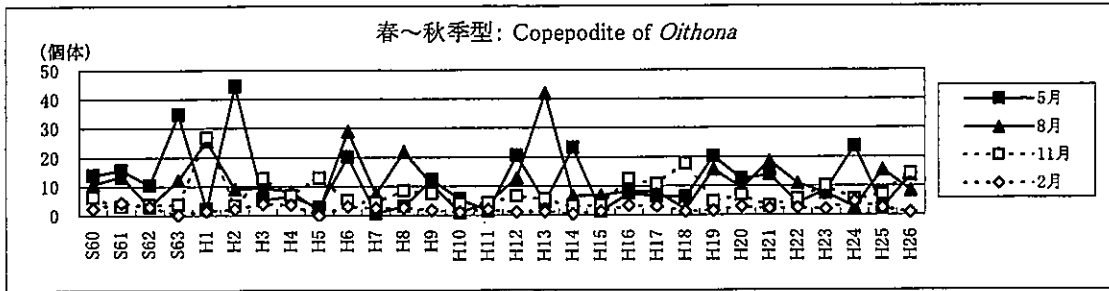 春～秋季型: Copepodite of Oithona
(個体)
50
40
30
20
10
0
S60 S61 S62 S63 H1 H2 H3 H4 H5 H6 H7 H8 H9 H10 H11 H12 H13 H14 H15 H16 H17 H18 H19 H20 H21 H22 H23 H24 H25 H26
5月
8月
11月
2月